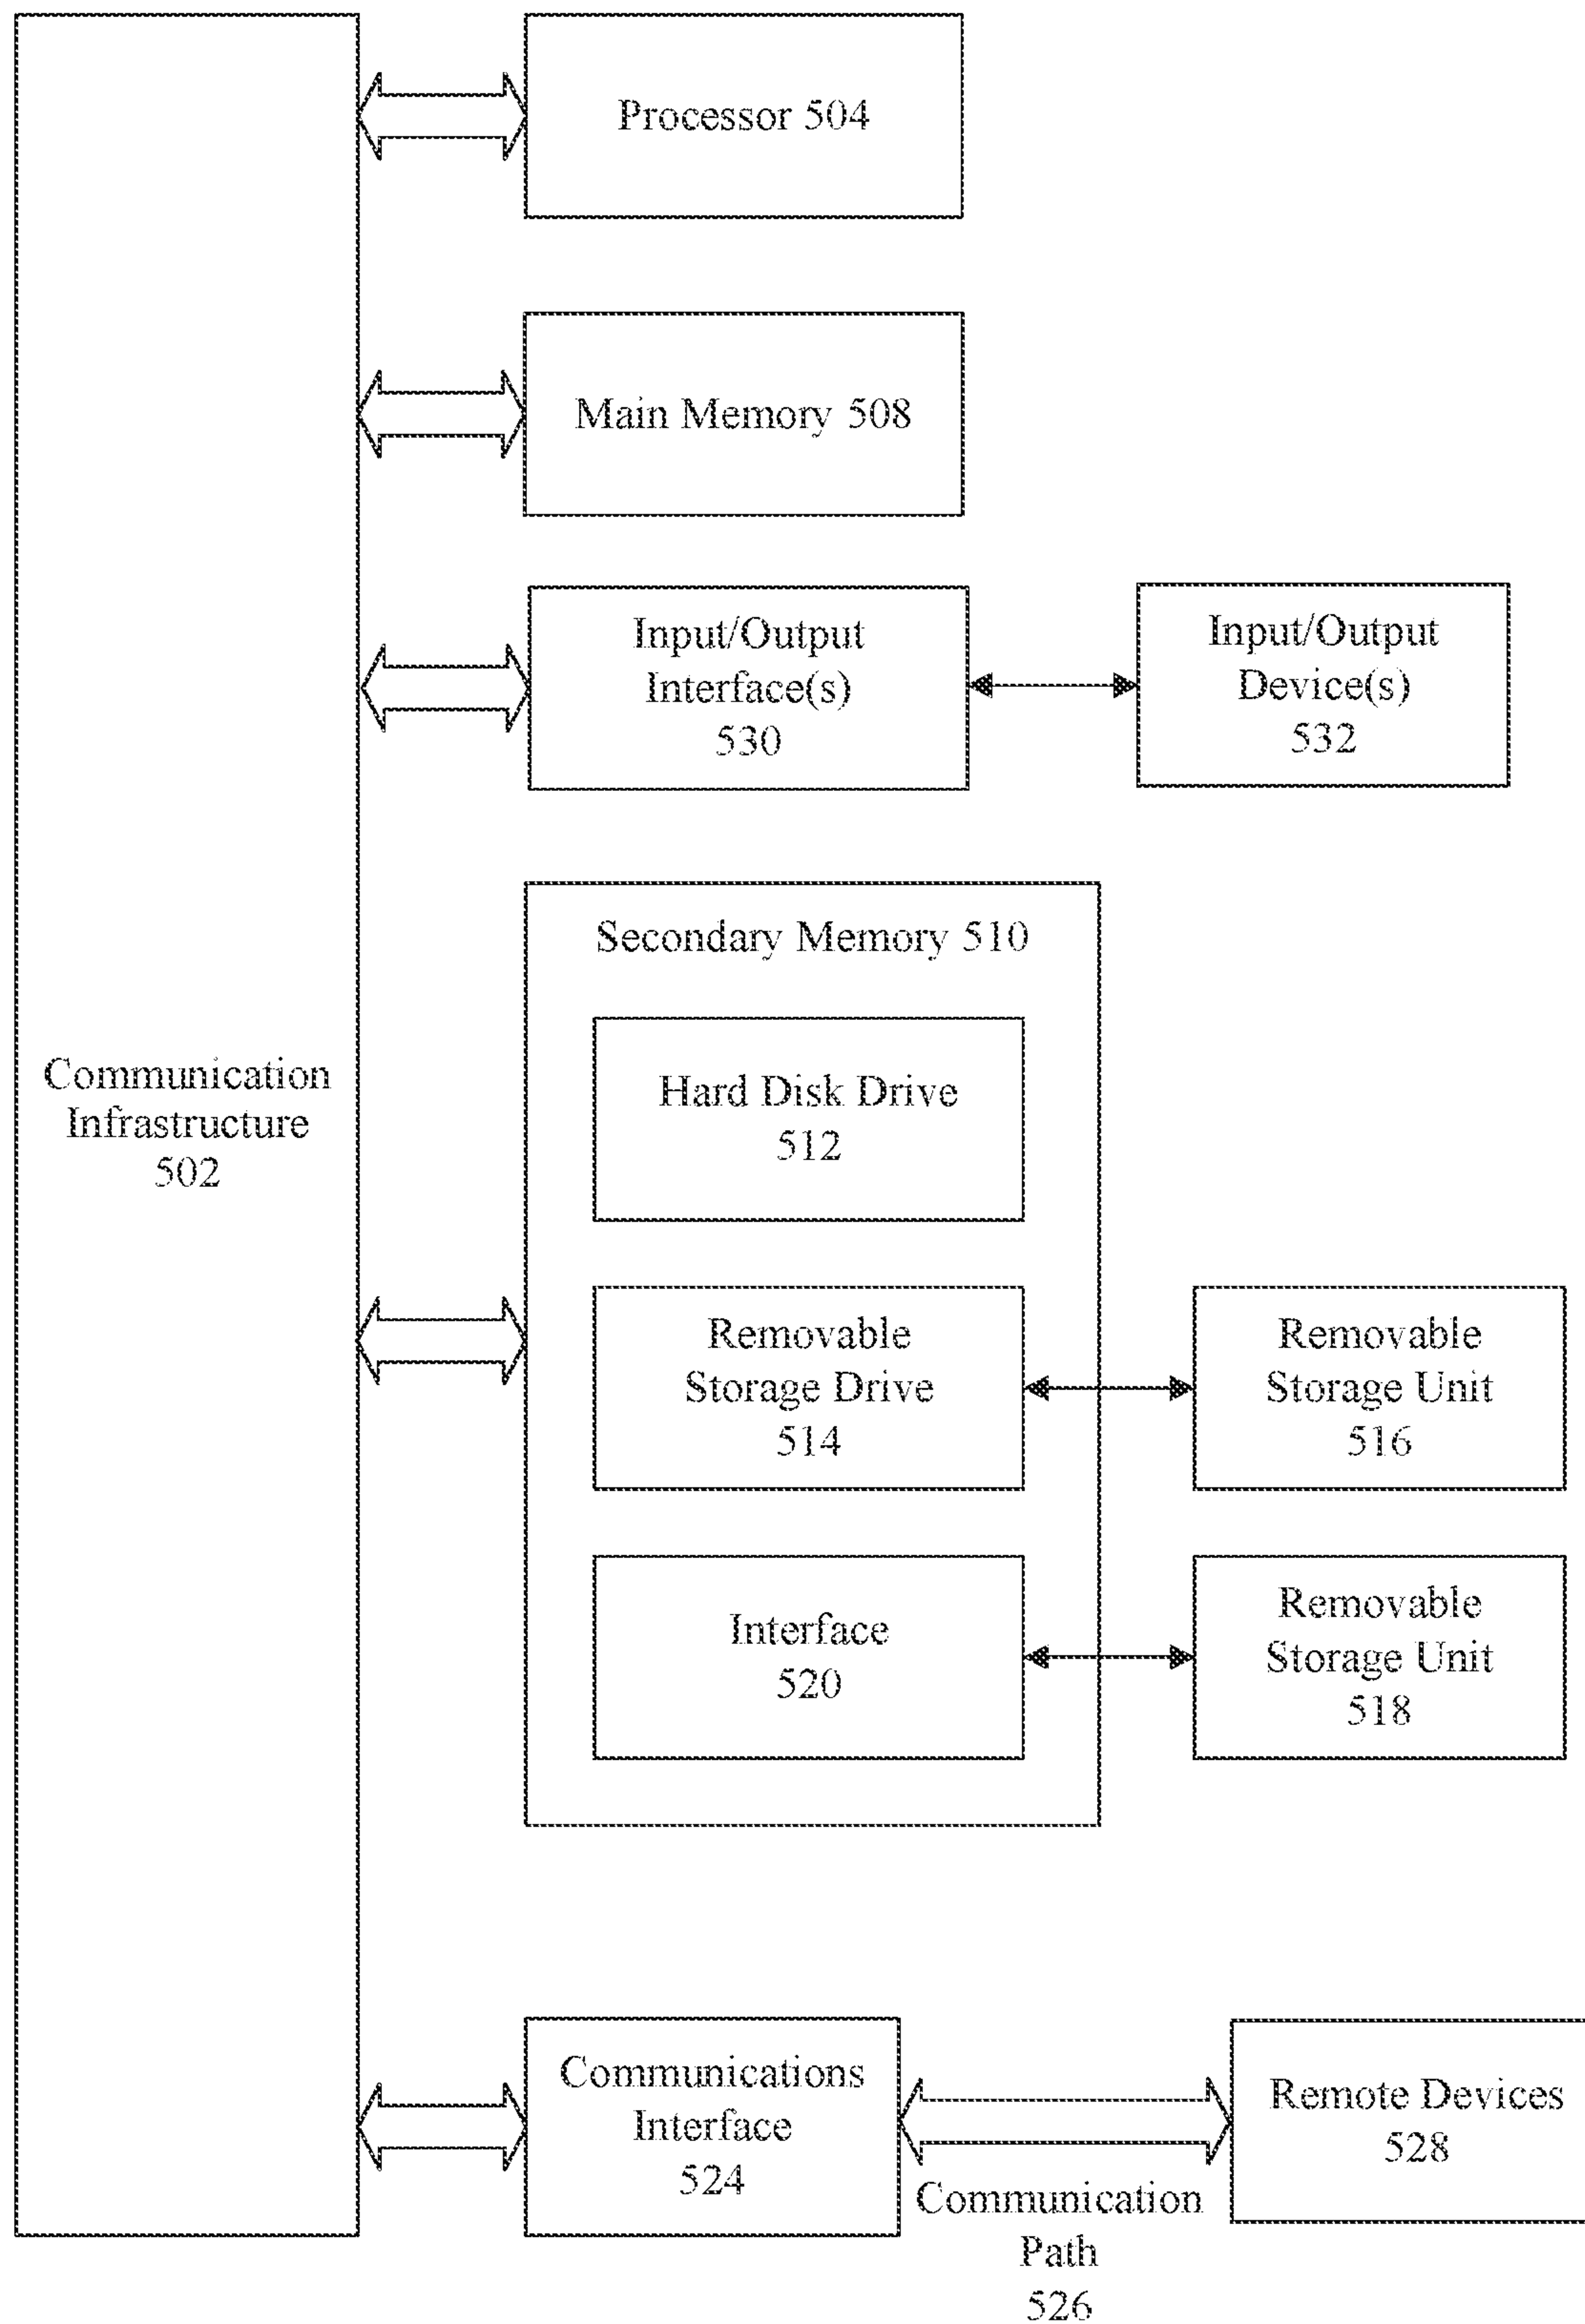 Processor 504
Main Memory 508
Input/Output
Interface(s)
530
Input/Output
Device(s)
532
Secondary Memory 510
Hard Disk Drive
512
Communication
Infrastructure
502
Removable
Storage Drive
514
Removable
Storage Unit
516
Interface
520
Removable
Storage Unit
518
Communications
Interface
524
Remote Devices
528
Communication
Path
526